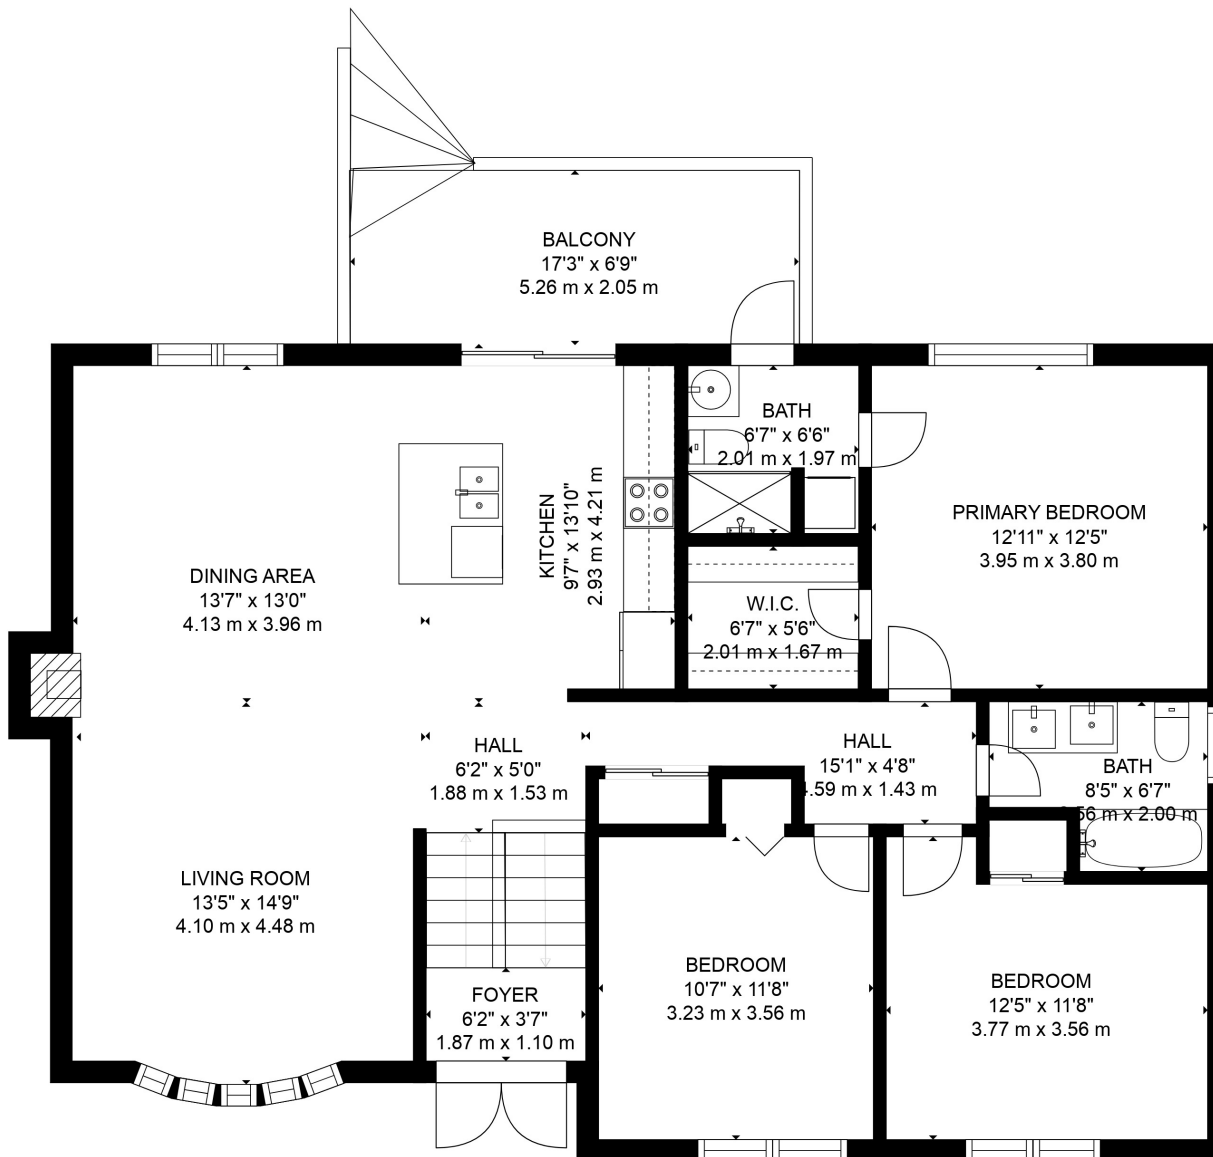 BALCONY
17'3" x 6'9"
5.26 m x 2.05 m
BATH
6'7" x 6'6"
2.01 m x 1.97 m
PRIMARY BEDROOM
12'11" x 12'5"
3.95 m x 3.80 m
KITCHEN
9'7" x 13'10"
2.93 m x 4.21 m
DINING AREA
13'7" x 13'0"
4.13 m x 3.96 m
W.I.C.
6'7" x 5'6"
2.01 m x 1.67 m
HALL
6'2" x 5'0"
1.88 m x 1.53 m
HALL
15'1" x 4'8"
4.59 m x 1.43 m
BATH
8'5" x 6'7"
m x 2.00 m
LIVING ROOM
13'5" x 14'9"
4.10 m x 4.48 m
FOYER
6'2" x 3'7"
1.87 m x 1.10 m
BEDROOM
10'7" x 11'8"
3.23 m x 3.56 m
BEDROOM
12'5" x 11'8"
3.77 m x 3.56 m